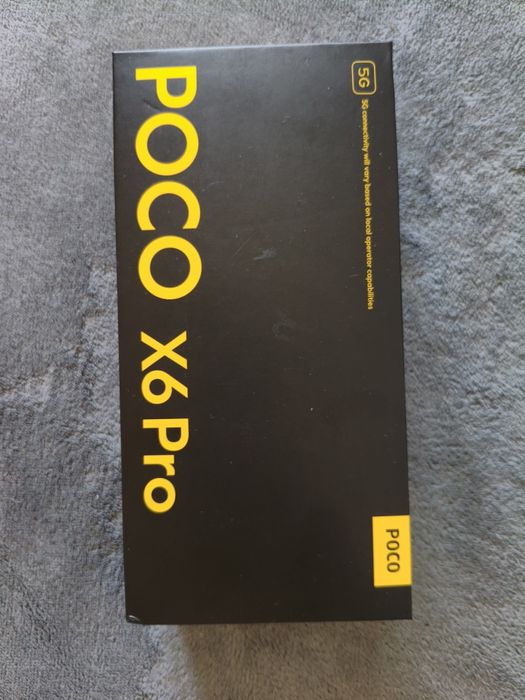 5G
5G connectivity will vary based on local operator capabilities
POCO X6 Pro
POCO